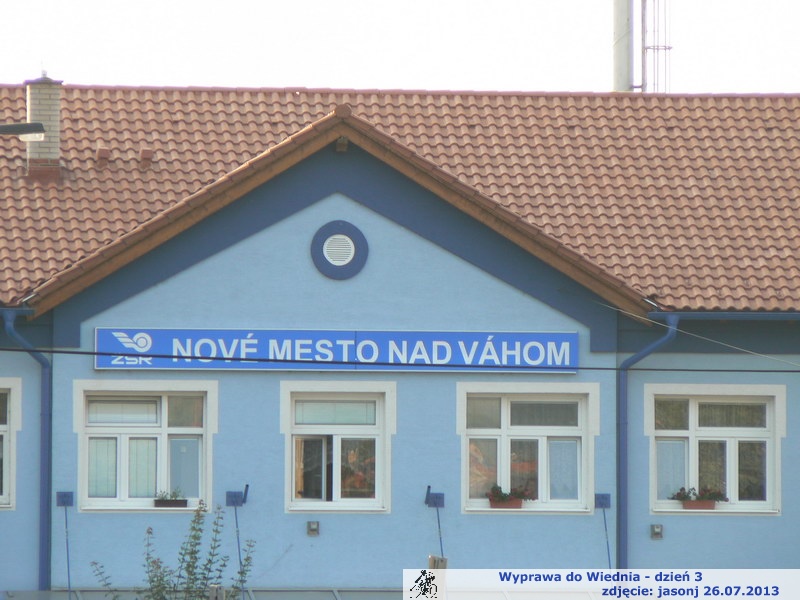 ŽSR NOVÉ MESTO NAD VÁHOM
Wyprawa do Wiednia - dzień 3
zdjęcie: jasonj 26.07.2013